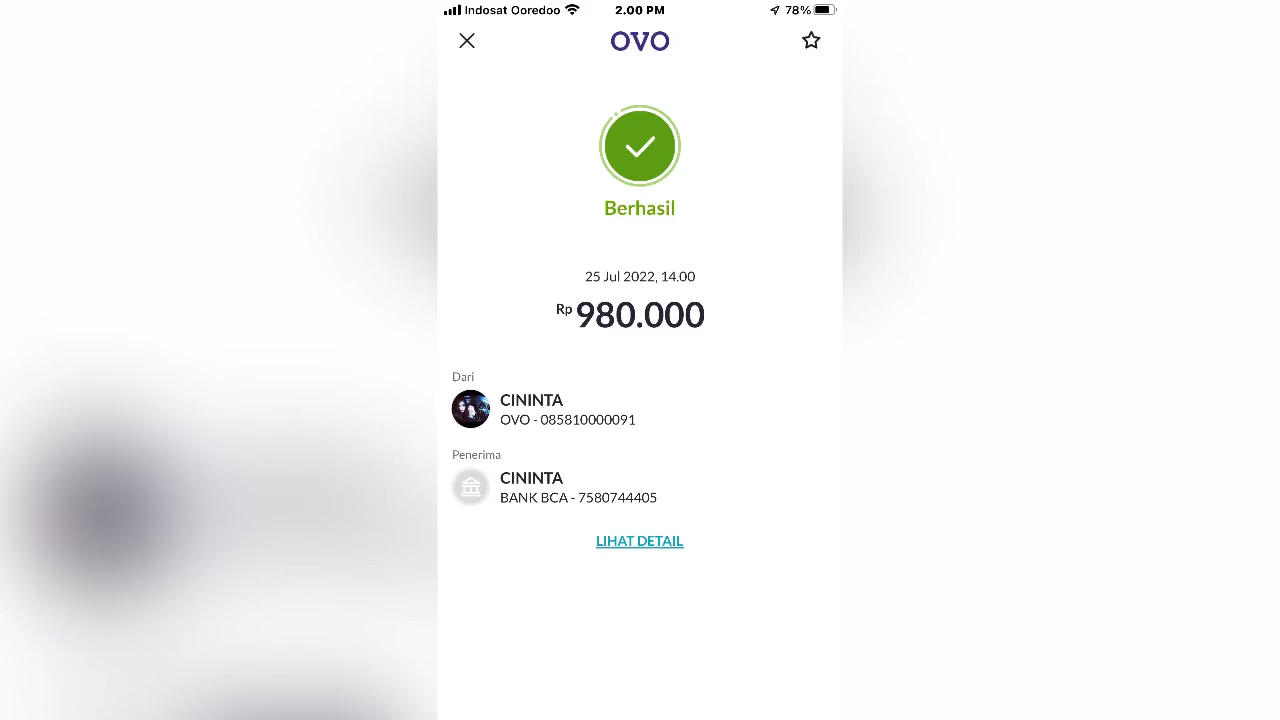 Indosat Ooredoo 2.00 PM 78%
OVO
Berhasil
25 Jul 2022, 14.00
Rp 980.000
Dari
CININTA
OVO - 085810000091
Penerima
CININTA
BANK BCA - 7580744405
LIHAT DETAIL